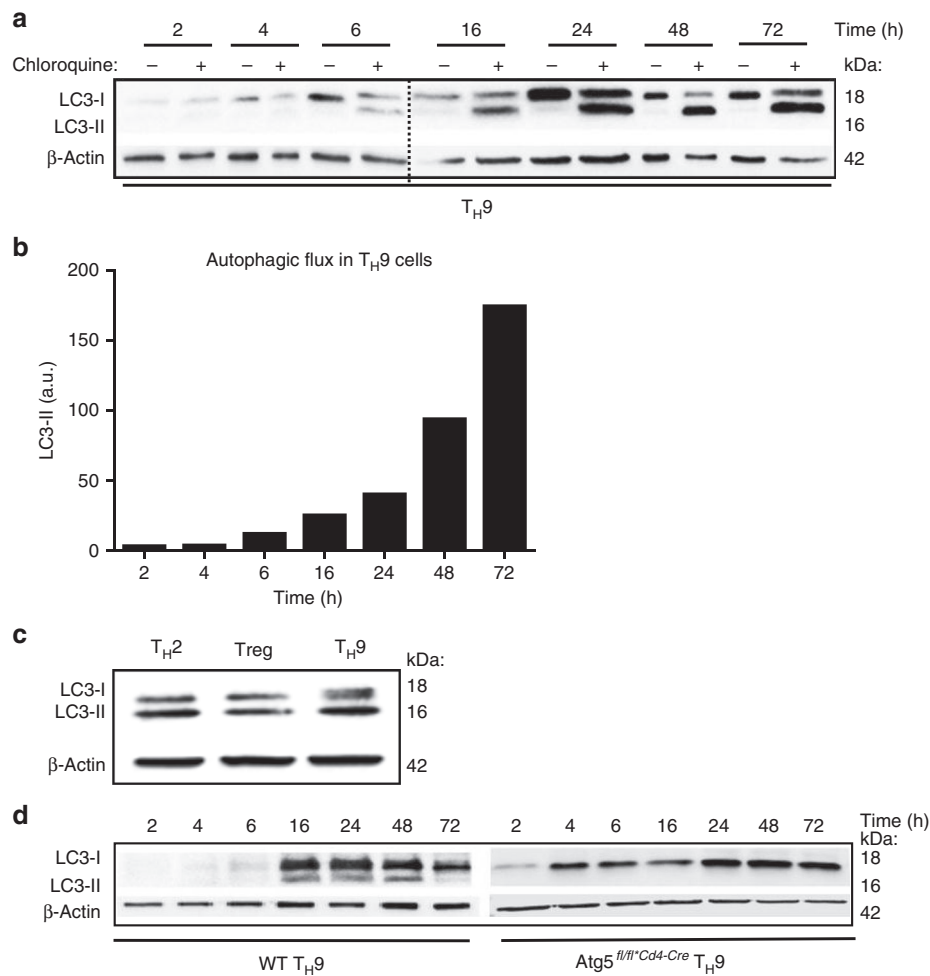 a
2 4 6 16 24 48 72 Time (h)
Chloroquine: – + – + – + – + – + – + – + kDa:
LC3-I 18
LC3-II 16
β-Actin 42
TH9
b
Autophagic flux in TH9 cells
200
150
100
50
0
LC3-II (a.u.)
2 4 6 16 24 48 72
Time (h)
c
TH2 Treg TH9
kDa:
LC3-I 18
LC3-II 16
β-Actin 42
d
2 4 6 16 24 48 72 2 4 6 16 24 48 72 Time (h)
kDa:
LC3-I 18
LC3-II 16
β-Actin 42
WT TH9 Atg5fl/fl*Cd4-Cre TH9